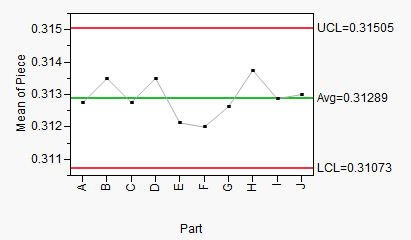 Mean of Piece
0.315
0.314
0.313
0.312
0.311
UCL=0.31505
Avg=0.31289
LCL=0.31073
A B C D E F G H I J
Part